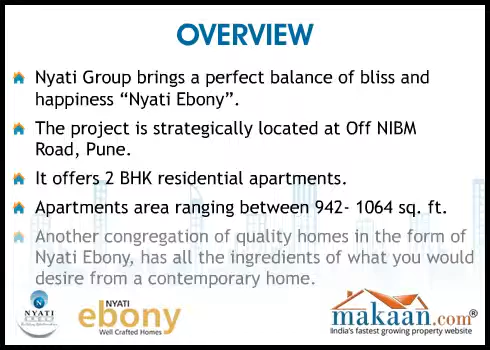 OVERVIEW
Nyati Group brings a perfect balance of bliss and
happiness “Nyati Ebony”.
The project is strategically located at Off NIBM
Road, Pune.
It offers 2 BHK residential apartments.
Apartments area ranging between 942- 1064 sq. ft.
Another congregation of quality homes in the form of
Nyati Ebony, has all the ingredients of what you would
desire from a contemporary home.
N
NYATI
NYATI
ebony
Well Crafted Homes
makaan.com®
India's fastest growing property website